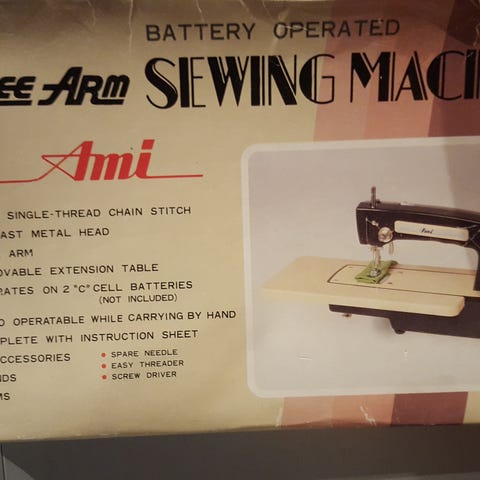 BATTERY OPERATED
EE ARM SEWING MAC
Ami
SINGLE-THREAD CHAIN STITCH
AST METAL HEAD
ARM
OVABLE EXTENSION TABLE
RATES ON 2 "C" CELL BATTERIES
(NOT INCLUDED)
O OPERATABLE WHILE CARRYING BY HAND
PLETE WITH INSTRUCTION SHEET
CCESSORIES
• SPARE NEEDLE
• EASY THREADER
• SCREW DRIVER
NDS
MS
Ami